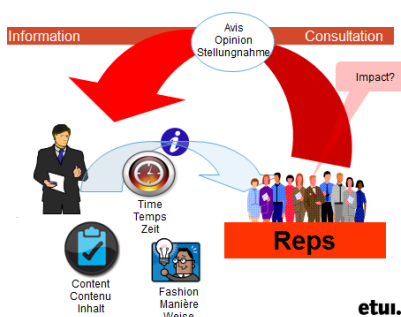 Information
Avis
Opinion
Stellungnahme
Consultation
Impact?
i
Time
Temps
Zeit
Reps
Content
Contenu
Inhalt
Fashion
Manière
Weise
etui.